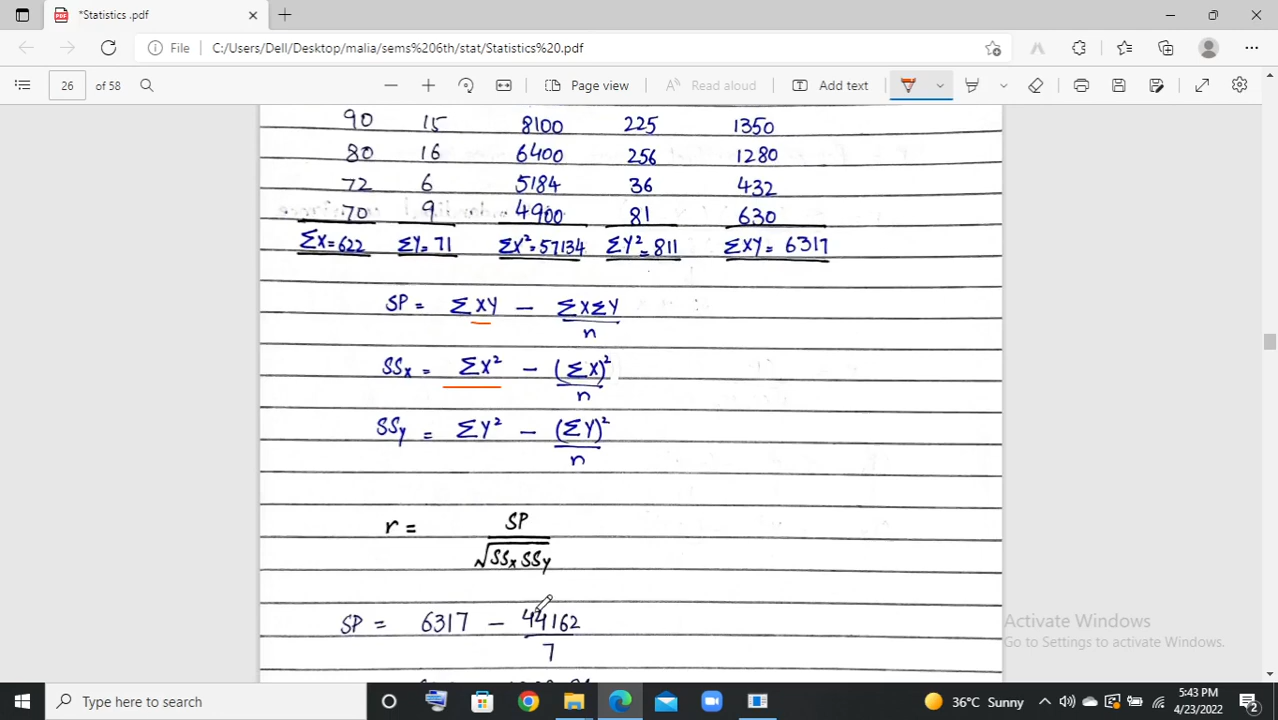 *Statistics .pdf
File C:/Users/Dell/Desktop/malia/sems%206th/stat/Statistics%20.pdf
26 of 58 Page view Read aloud Add text
90 15 8100 225 1350
80 16 6400 256 1280
72 6 5184 36 432
70 9 4900 81 630
ΣX=622 ΣY=71 ΣX²=57134 ΣY²=811 ΣXY=6317
SP = ΣXY − ΣXΣY
n
SSx = ΣX² − (ΣX)²
n
SSy = ΣY² − (ΣY)²
n
r = SP
√SSx SSy
SP = 6317 − 44162
7
Activate Windows
Go to Settings to activate Windows.
Type here to search
36°C Sunny
5:43 PM
4/23/2022
2